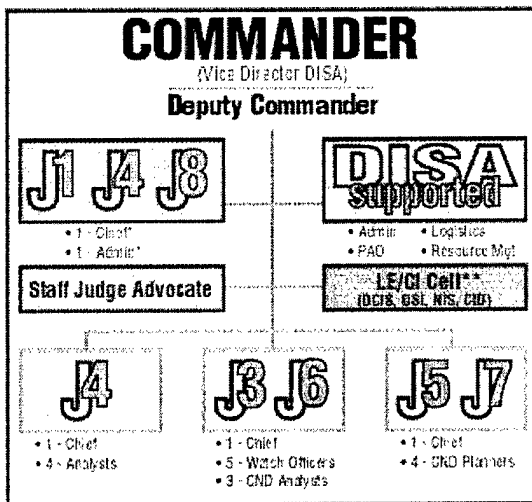 COMMANDER
(Vice Director DISA)
Deputy Commander
J1 J4 J8
• 1 - Chief*
• 1 - Admin*
DISA
supported
• Admin • Logistics
• PAO • Resource Mgt
Staff Judge Advocate
LE/CI Cell**
(DCIS, OSI, NIS, CID)
J4
• 1 - Chief
• 4 - Analysts
J3 J6
• 1 - Chief
• 5 - Watch Officers
• 3 - CND Analysts
J5 J7
• 1 - Chief
• 4 - CND Planners